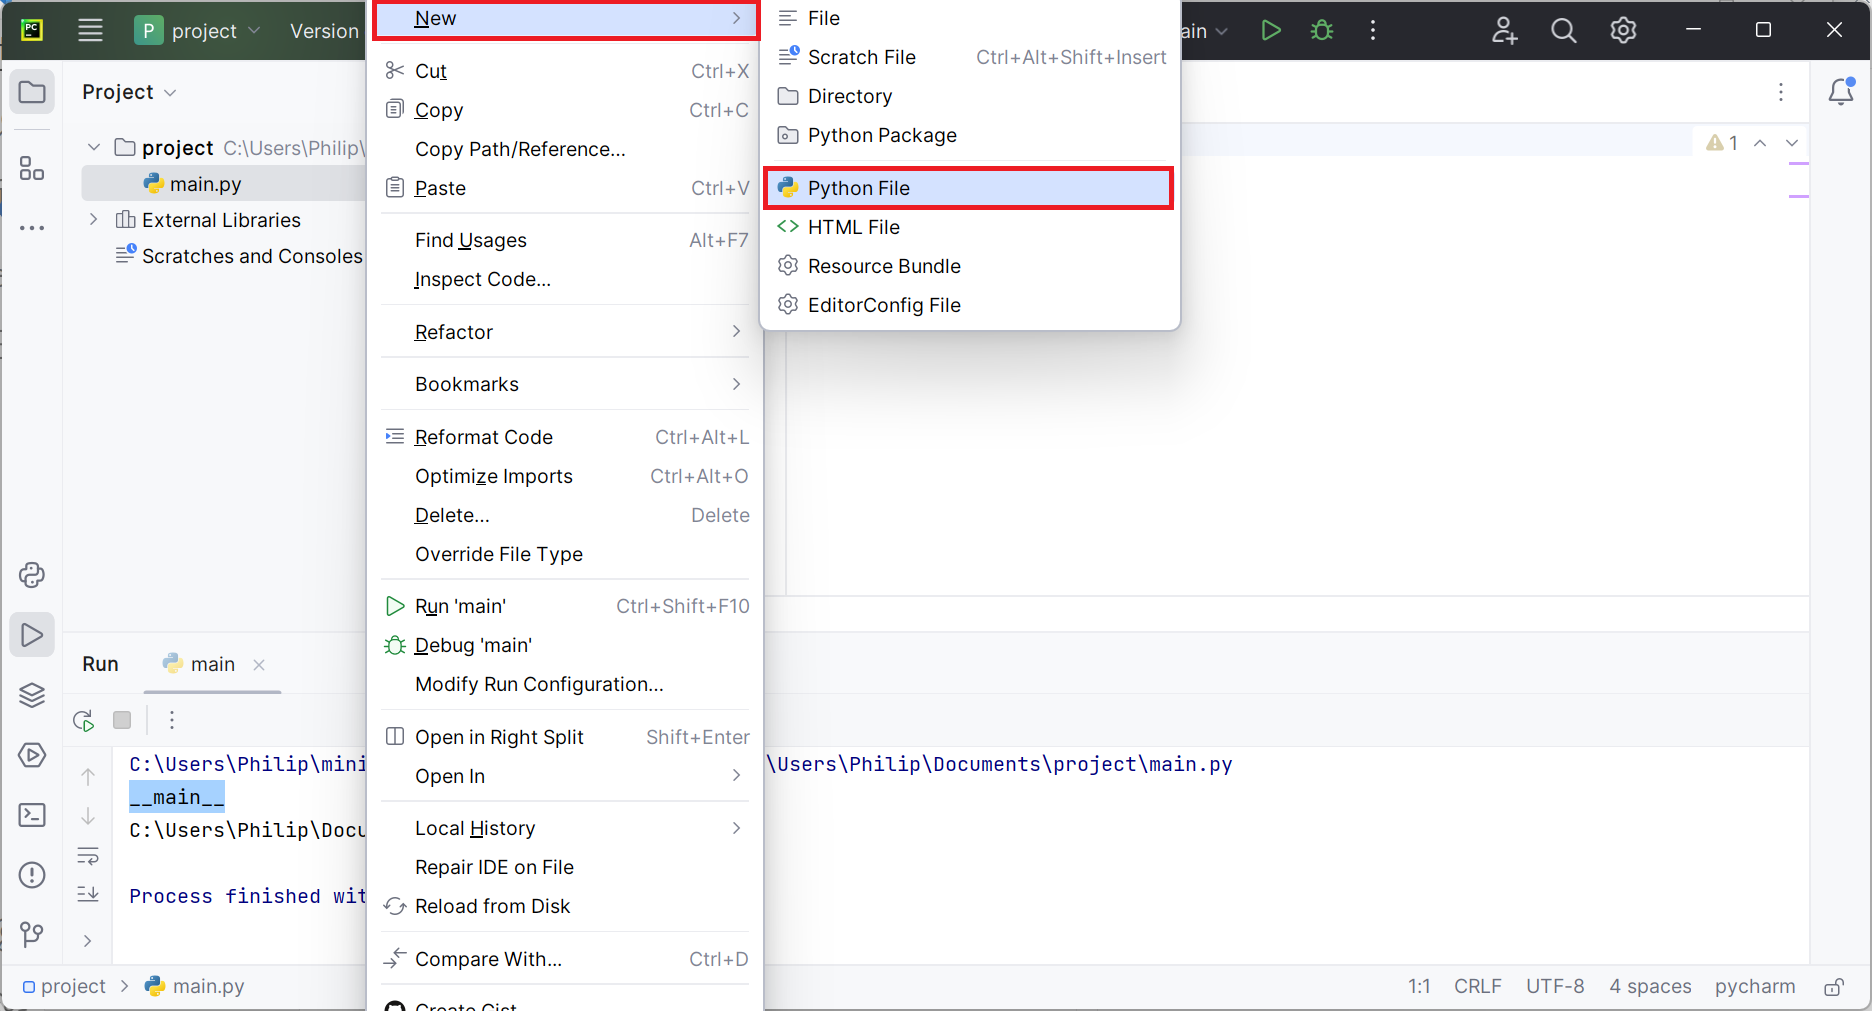 PC
P project
Version
ain
Project
project C:\Users\Philip\
main.py
External Libraries
Scratches and Consoles
New
Cut Ctrl+X
Copy Ctrl+C
Copy Path/Reference...
Paste Ctrl+V
Find Usages Alt+F7
Inspect Code...
Refactor
Bookmarks
Reformat Code Ctrl+Alt+L
Optimize Imports Ctrl+Alt+O
Delete... Delete
Override File Type
Run 'main' Ctrl+Shift+F10
Debug 'main'
Modify Run Configuration...
Open in Right Split Shift+Enter
Open In
Local History
Repair IDE on File
Reload from Disk
Compare With... Ctrl+D
Create Gist
File
Scratch File Ctrl+Alt+Shift+Insert
Directory
Python Package
Python File
HTML File
Resource Bundle
EditorConfig File
1
Run main
C:\Users\Philip\mini
\Users\Philip\Documents\project\main.py
__main__
C:\Users\Philip\Docu
Process finished wit
project > main.py
1:1 CRLF UTF-8 4 spaces pycharm